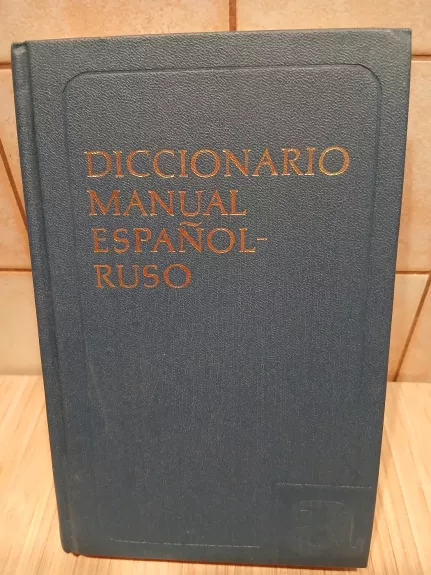 DICCIONARIO
MANUAL
ESPAÑOL-
RUSO